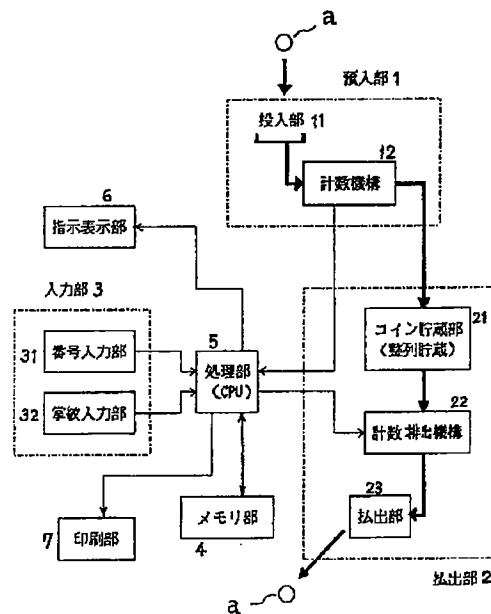 a
預入部 1
投入部 11
12
計数機構
6
指示表示部
入力部 3
31 番号入力部
32 掌紋入力部
5
処理部
(CPU)
21
コイン貯蔵部
(整列貯蔵)
22
計数排出機構
23
払出部
7 印刷部
メモリ部
4
払出部 2
a